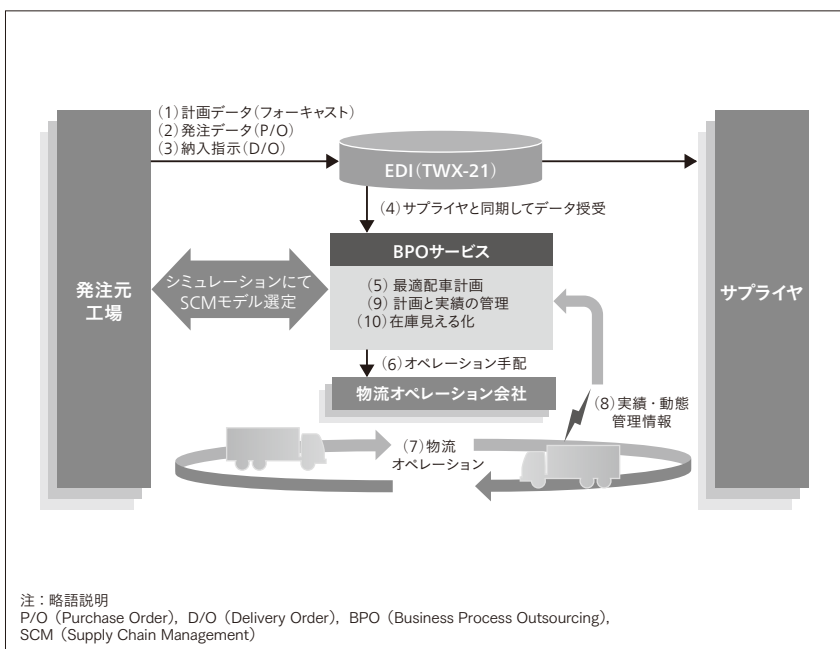 (1)計画データ(フォーキャスト)
(2)発注データ(P/O)
(3)納入指示(D/O)
EDI(TWX-21)
(4)サプライヤと同期してデータ授受
BPOサービス
(5)最適配車計画
(9)計画と実績の管理
(10)在庫見える化
シミュレーションにて
SCMモデル選定
発注元
工場
サプライヤ
(6)オペレーション手配
物流オペレーション会社
(8)実績・動態
管理情報
(7)物流
オペレーション
注:略語説明
P/O(Purchase Order),D/O(Delivery Order),BPO(Business Process Outsourcing),
SCM(Supply Chain Management)